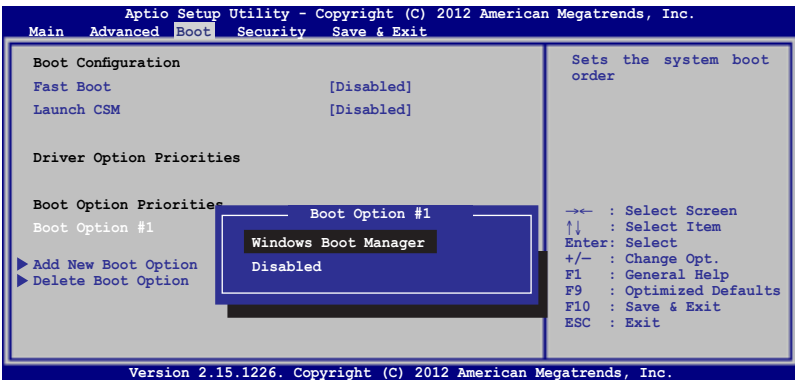 Aptio Setup Utility - Copyright (C) 2012 American Megatrends, Inc.
Main Advanced Boot Security Save & Exit
Boot Configuration
Fast Boot [Disabled]
Launch CSM [Disabled]
Driver Option Priorities
Boot Option Priorities
Boot Option #1
Add New Boot Option
Delete Boot Option
Boot Option #1
Windows Boot Manager
Disabled
Sets the system boot
order
→← : Select Screen
↑↓ : Select Item
Enter: Select
+/— : Change Opt.
F1 : General Help
F9 : Optimized Defaults
F10 : Save & Exit
ESC : Exit
Version 2.15.1226. Copyright (C) 2012 American Megatrends, Inc.